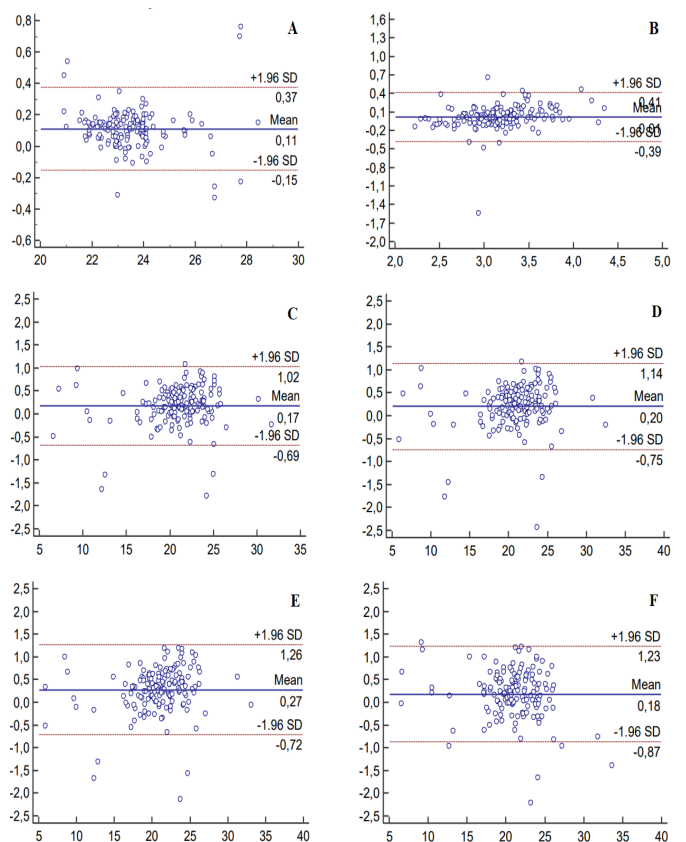 A
0,8
0,6
0,4
0,2
0,0
-0,2
-0,4
-0,6
+1.96 SD
0,37
Mean
0,11
-1.96 SD
-0,15
20 22 24 26 28 30
B
1,6
1,3
1,0
0,7
0,4
0,1
-0,2
-0,5
-0,8
-1,1
-1,4
-1,7
-2,0
+1.96 SD
0,41
Mean
-1.96 SD
-0,39
2,0 2,5 3,0 3,5 4,0 4,5 5,0
C
2,5
2,0
1,5
1,0
0,5
0,0
-0,5
-1,0
-1,5
-2,0
-2,5
+1.96 SD
1,02
Mean
0,17
-1.96 SD
-0,69
5 10 15 20 25 30 35
D
2,5
2,0
1,5
1,0
0,5
0,0
-0,5
-1,0
-1,5
-2,0
-2,5
+1.96 SD
1,14
Mean
0,20
-1.96 SD
-0,75
5 10 15 20 25 30 35 40
E
2,5
2,0
1,5
1,0
0,5
0,0
-0,5
-1,0
-1,5
-2,0
-2,5
+1.96 SD
1,26
Mean
0,27
-1.96 SD
-0,72
5 10 15 20 25 30 35 40
F
2,5
2,0
1,5
1,0
0,5
0,0
-0,5
-1,0
-1,5
-2,0
-2,5
+1.96 SD
1,23
Mean
0,18
-1.96 SD
-0,87
5 10 15 20 25 30 35 40